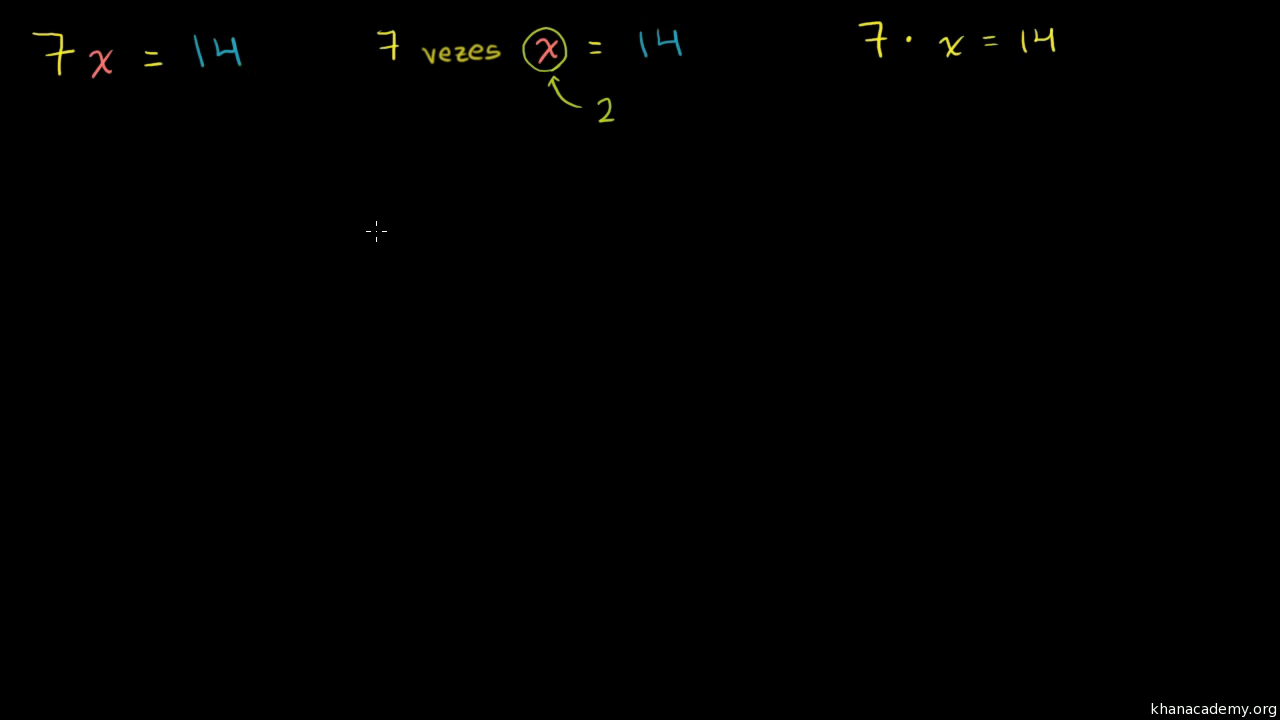 7x = 14 7 vezes x = 14 7 · x = 14
2
khanacademy.org